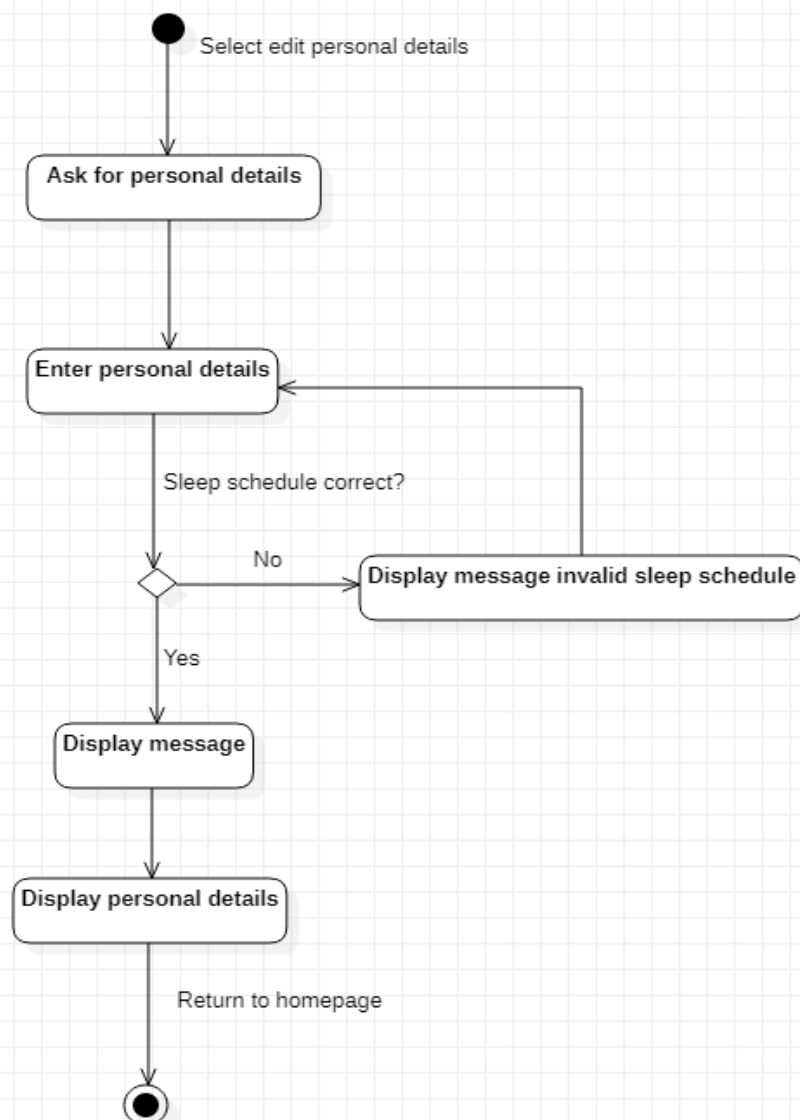 Select edit personal details
Ask for personal details
Enter personal details
Sleep schedule correct?
No
Display message invalid sleep schedule
Yes
Display message
Display personal details
Return to homepage